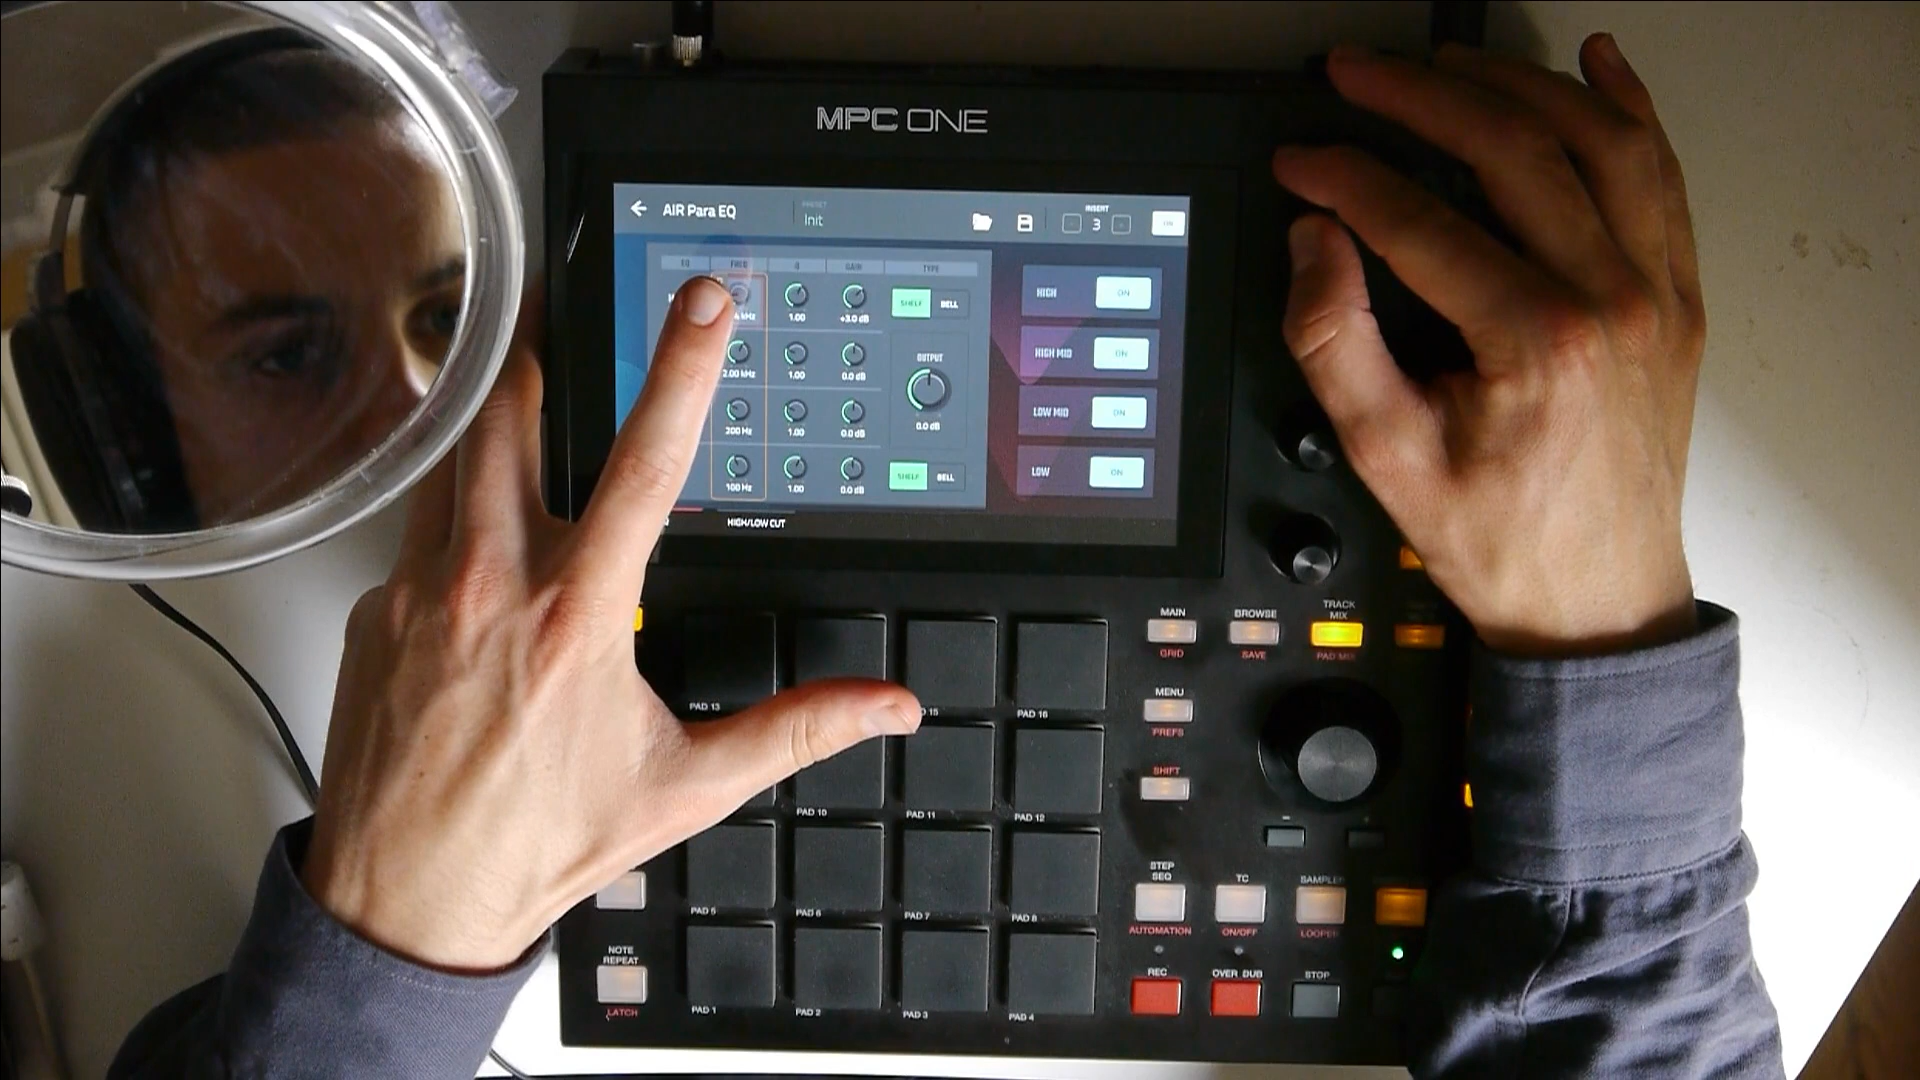 MPC ONE
AIR Para EQ
PRESET
Init
INSERT
3
EQ FREQ Q GAIN TYPE
kHz 1.00 +3.0 dB SHELF BELL
2.00 kHz 1.00 0.0 dB OUTPUT
200 Hz 1.00 0.0 dB 0.0 dB
100 Hz 1.00 0.0 dB SHELF BELL
HIGH ON
HIGH MID ON
LOW MID ON
LOW ON
HIGH/LOW CUT
MAIN BROWSE TRACK MIX
GRID SAVE PAD MIX
MENU
PREFS
SHIFT
PAD 13 15 PAD 16
PAD 10 PAD 11 PAD 12
PAD 5 PAD 6 PAD 7 PAD 8
PAD 1 PAD 2 PAD 3 PAD 4
STEP SEQ TC SAMPLE
AUTOMATION ON/OFF LOOPER
NOTE REPEAT
LATCH
REC OVER DUB STOP